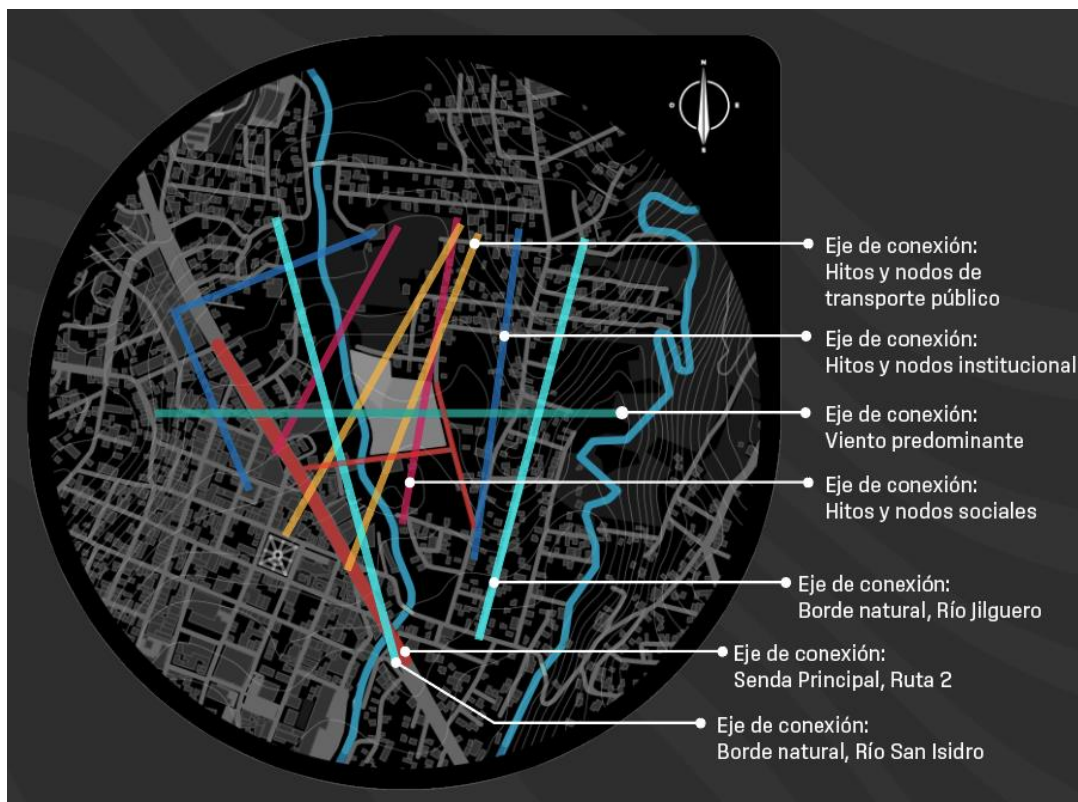 N
O
E
S
Eje de conexión:
Hitos y nodos de
transporte público
Eje de conexión:
Hitos y nodos institucional
Eje de conexión:
Viento predominante
Eje de conexión:
Hitos y nodos sociales
Eje de conexión:
Borde natural, Río Jilguero
Eje de conexión:
Senda Principal, Ruta 2
Eje de conexión:
Borde natural, Río San Isidro